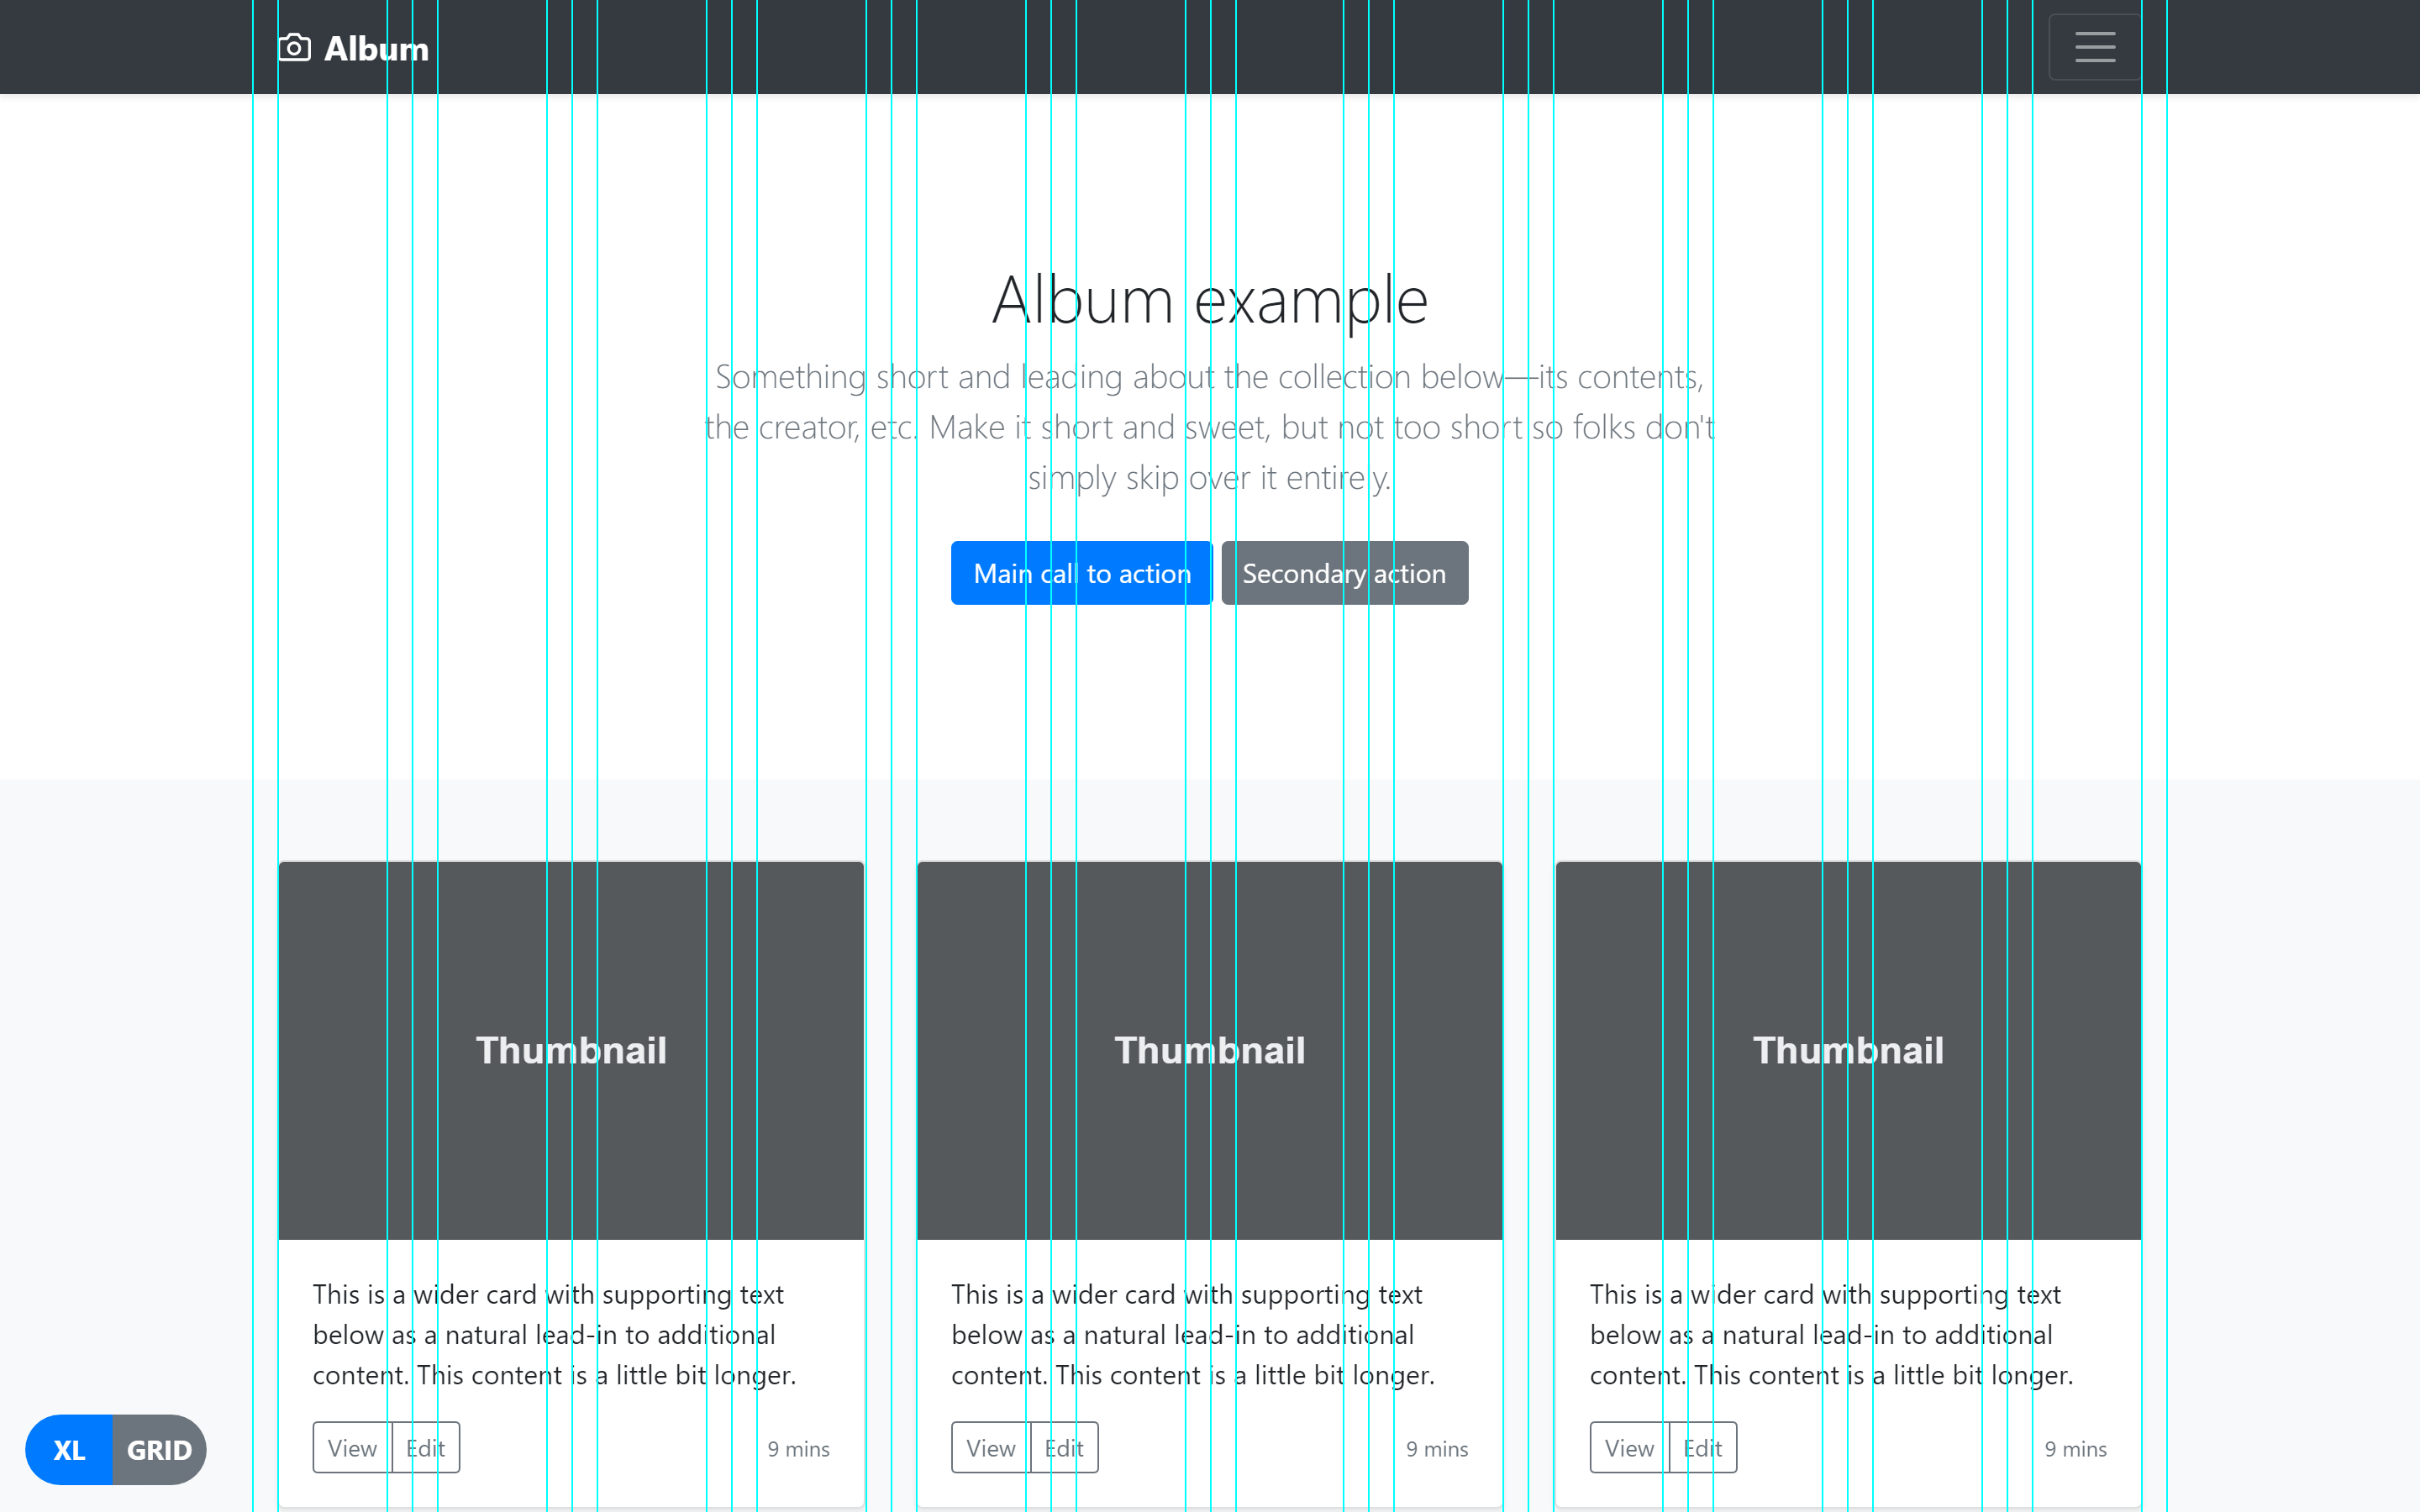 Album
Album example
Something short and leading about the collection below—its contents,
the creator, etc. Make it short and sweet, but not too short so folks don't
simply skip over it entirely.
Main call to action
Secondary action
Thumbnail
This is a wider card with supporting text
below as a natural lead-in to additional
content. This content is a little bit longer.
View
Edit
9 mins
Thumbnail
This is a wider card with supporting text
below as a natural lead-in to additional
content. This content is a little bit longer.
View
Edit
9 mins
Thumbnail
This is a wider card with supporting text
below as a natural lead-in to additional
content. This content is a little bit longer.
View
Edit
9 mins
XL
GRID